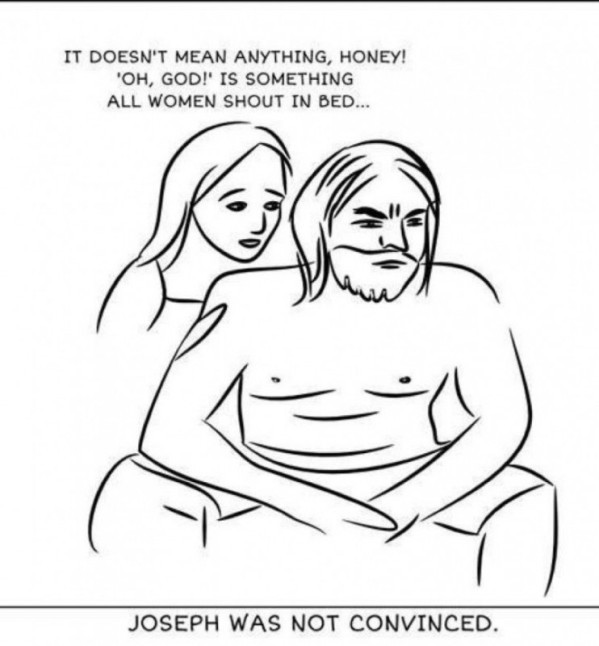 IT DOESN'T MEAN ANYTHING, HONEY!
'OH, GOD!' IS SOMETHING
ALL WOMEN SHOUT IN BED...
JOSEPH WAS NOT CONVINCED.